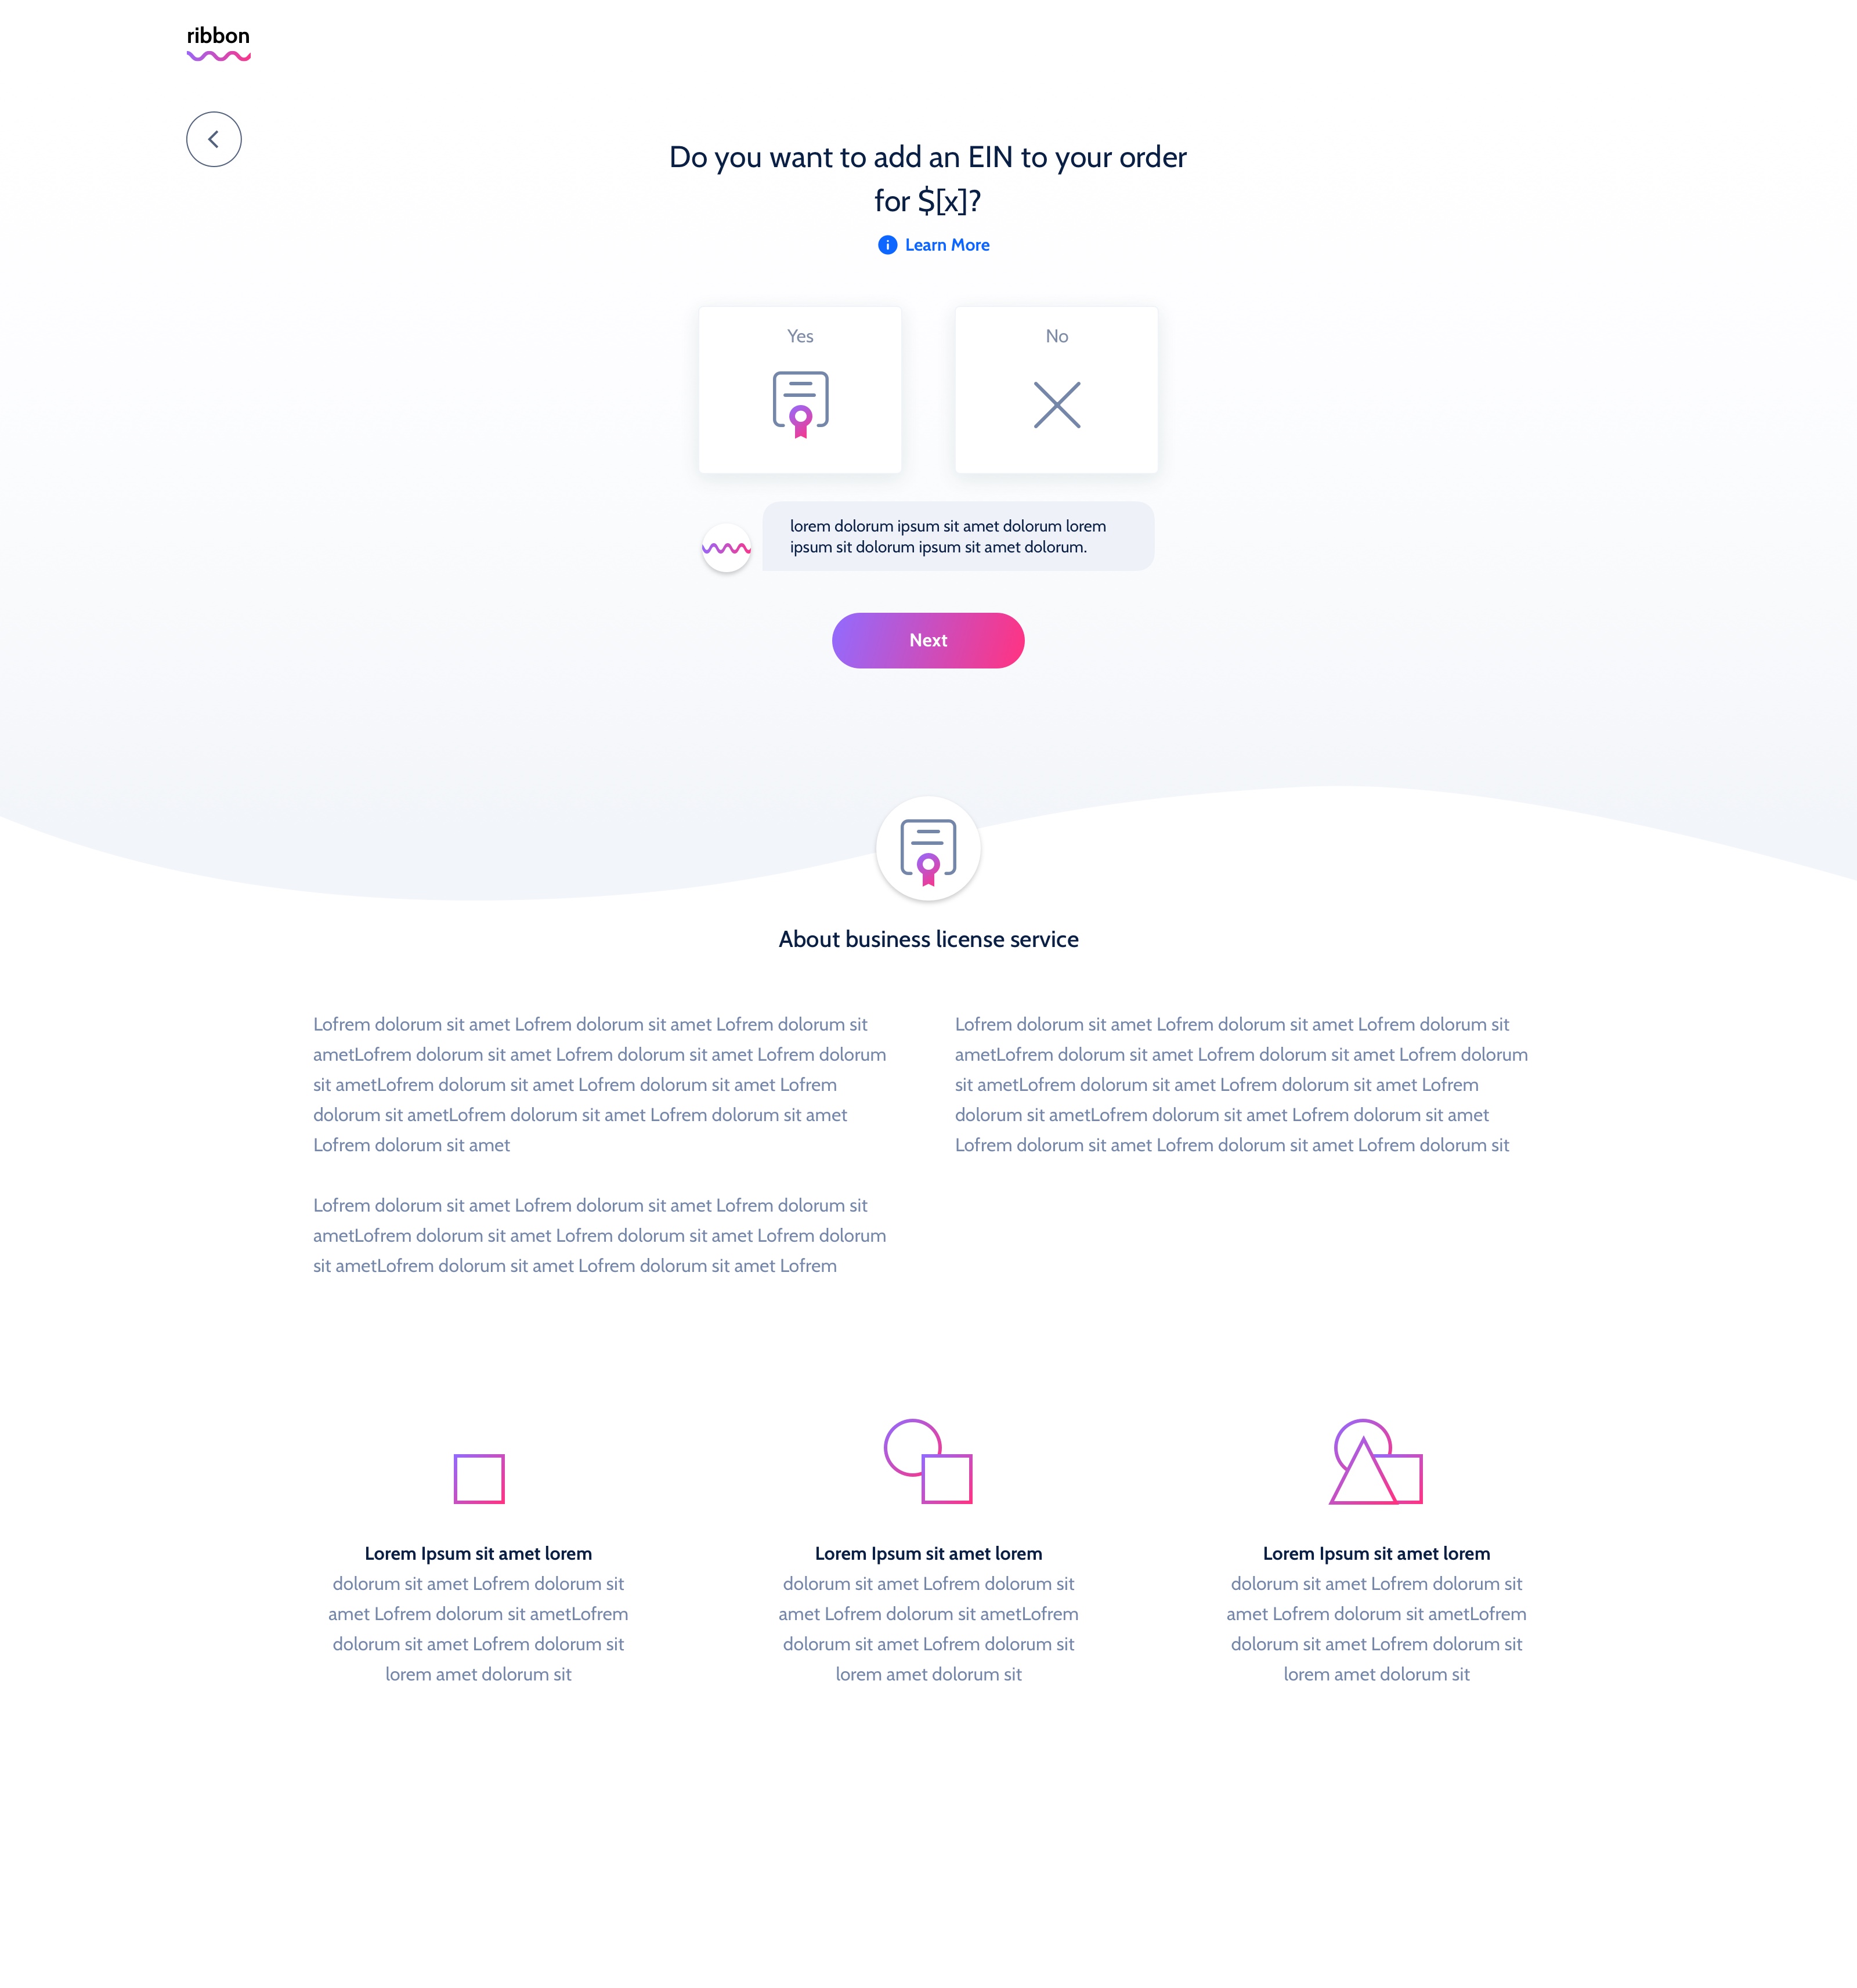 ribbon
Do you want to add an EIN to your order
for $[x]?
Learn More
Yes
No
lorem dolorum ipsum sit amet dolorum lorem
ipsum sit dolorum ipsum sit amet dolorum.
Next
About business license service
Lofrem dolorum sit amet Lofrem dolorum sit amet Lofrem dolorum sit
ametLofrem dolorum sit amet Lofrem dolorum sit amet Lofrem dolorum
sit ametLofrem dolorum sit amet Lofrem dolorum sit amet Lofrem
dolorum sit ametLofrem dolorum sit amet Lofrem dolorum sit amet
Lofrem dolorum sit amet
Lofrem dolorum sit amet Lofrem dolorum sit amet Lofrem dolorum sit
ametLofrem dolorum sit amet Lofrem dolorum sit amet Lofrem dolorum
sit ametLofrem dolorum sit amet Lofrem dolorum sit amet Lofrem
Lofrem dolorum sit amet Lofrem dolorum sit amet Lofrem dolorum sit
ametLofrem dolorum sit amet Lofrem dolorum sit amet Lofrem dolorum
sit ametLofrem dolorum sit amet Lofrem dolorum sit amet Lofrem
dolorum sit ametLofrem dolorum sit amet Lofrem dolorum sit amet
Lofrem dolorum sit amet Lofrem dolorum sit amet Lofrem dolorum sit
Lorem Ipsum sit amet lorem
dolorum sit amet Lofrem dolorum sit
amet Lofrem dolorum sit ametLofrem
dolorum sit amet Lofrem dolorum sit
lorem amet dolorum sit
Lorem Ipsum sit amet lorem
dolorum sit amet Lofrem dolorum sit
amet Lofrem dolorum sit ametLofrem
dolorum sit amet Lofrem dolorum sit
lorem amet dolorum sit
Lorem Ipsum sit amet lorem
dolorum sit amet Lofrem dolorum sit
amet Lofrem dolorum sit ametLofrem
dolorum sit amet Lofrem dolorum sit
lorem amet dolorum sit